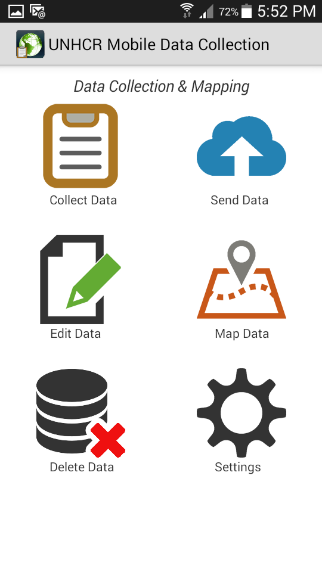 72% 5:52 PM
UNHCR Mobile Data Collection
Data Collection & Mapping
Collect Data Send Data
Edit Data Map Data
Delete Data Settings